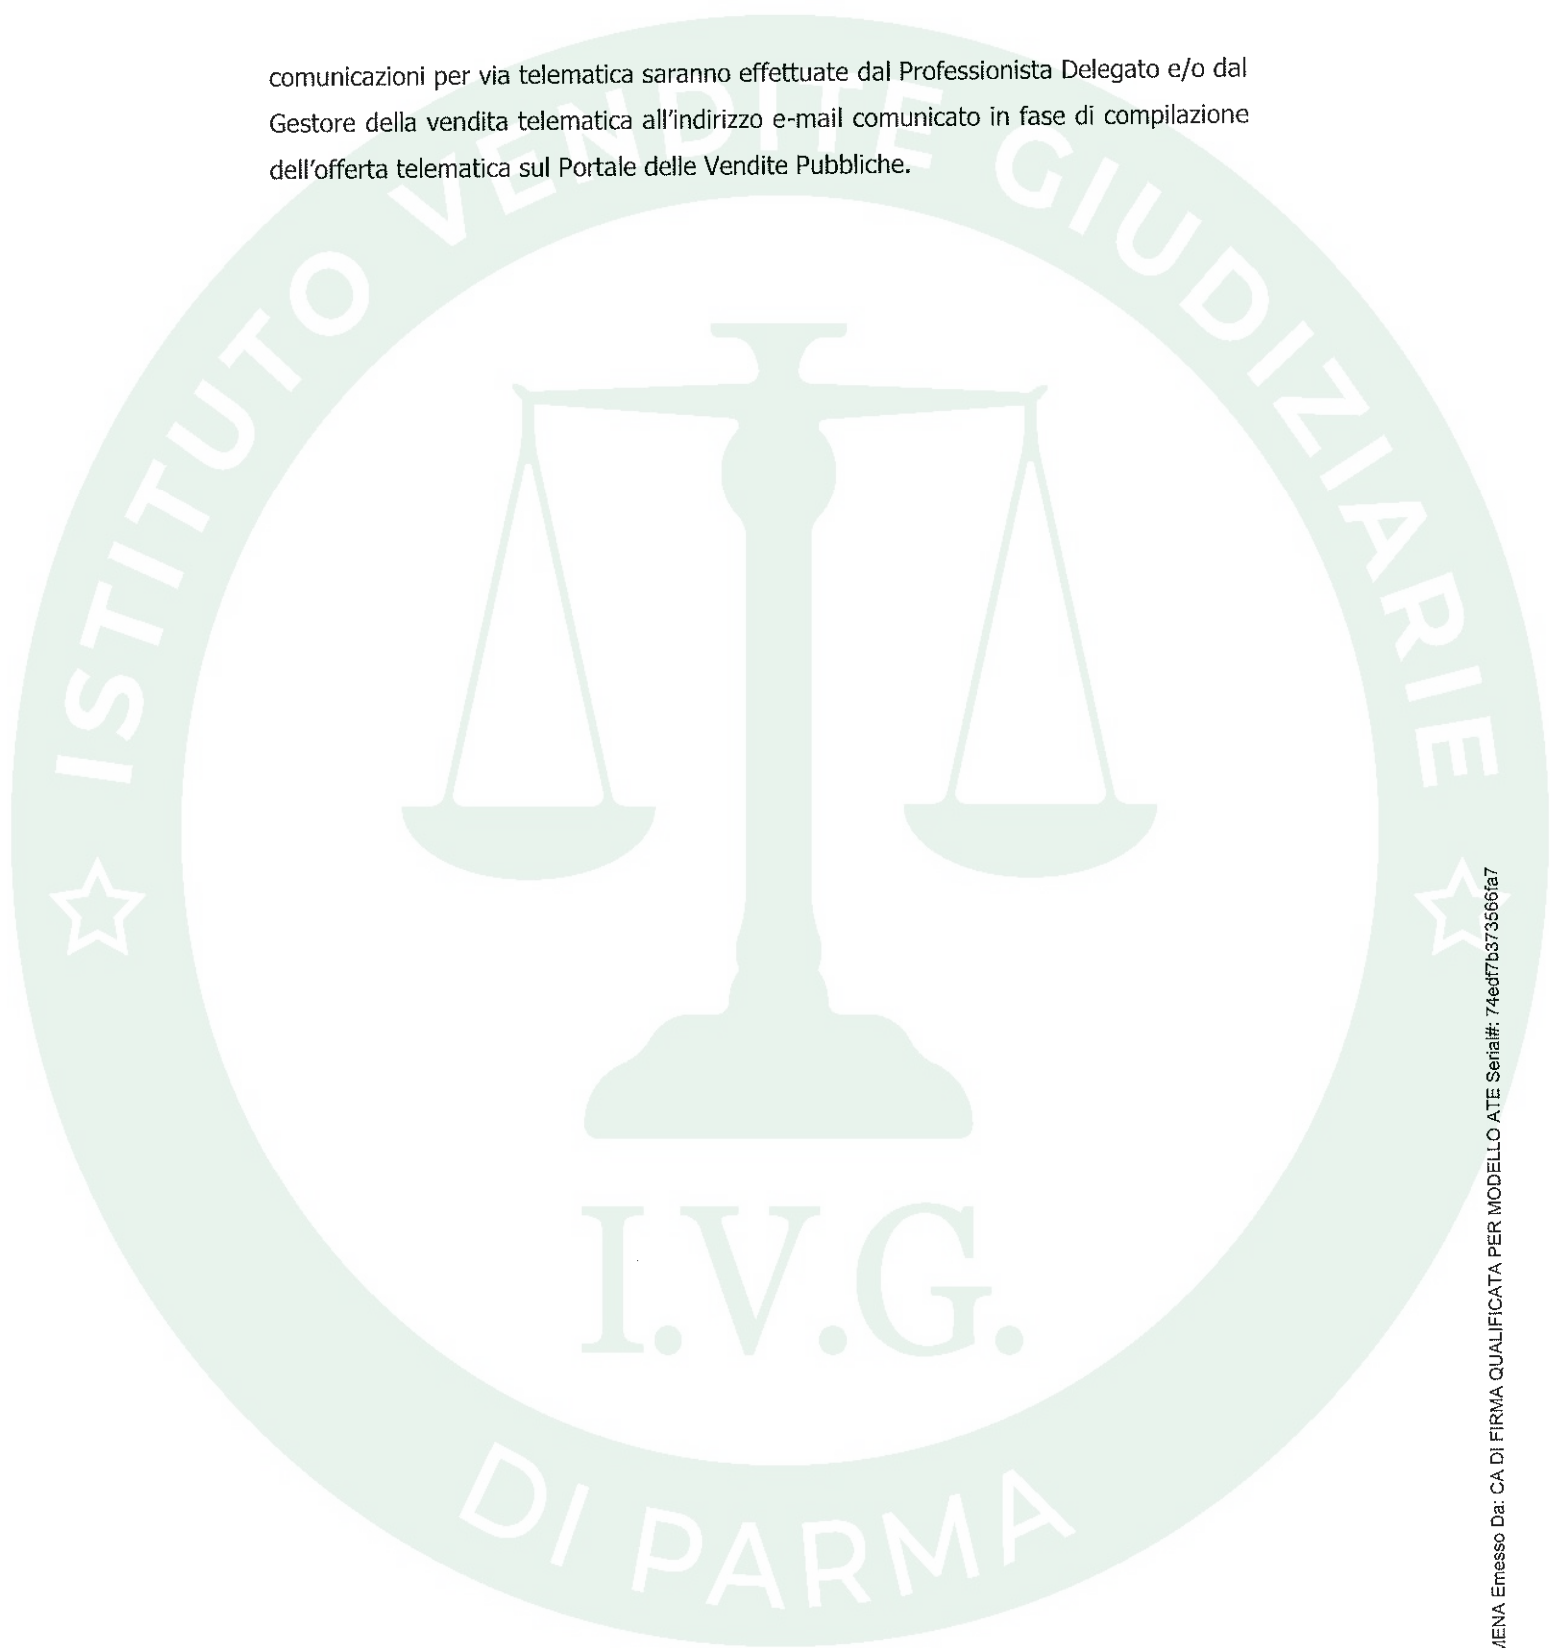 comunicazioni per via telematica saranno effettuate dal Professionista Delegato e/o dal
Gestore della vendita telematica all'indirizzo e-mail comunicato in fase di compilazione
dell'offerta telematica sul Portale delle Vendite Pubbliche.
ISTITUTO VENDITE GIUDIZIARIE
I.V.G.
DI PARMA
Emesso Da: CA DI FIRMA QUALIFICATA PER MODELLO ATE Serial#: 74edf7b373566fa7